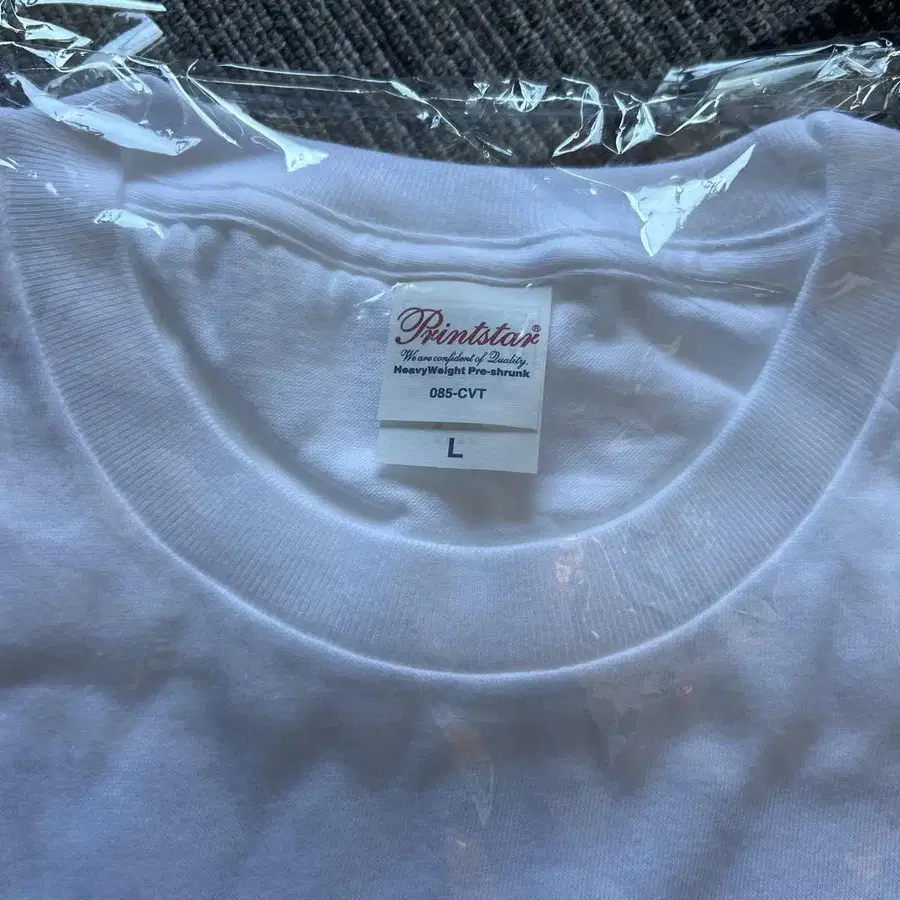 Printstar®
We are confident of Quality.
HeavyWeight Pre-shrunk
085-CVT
L